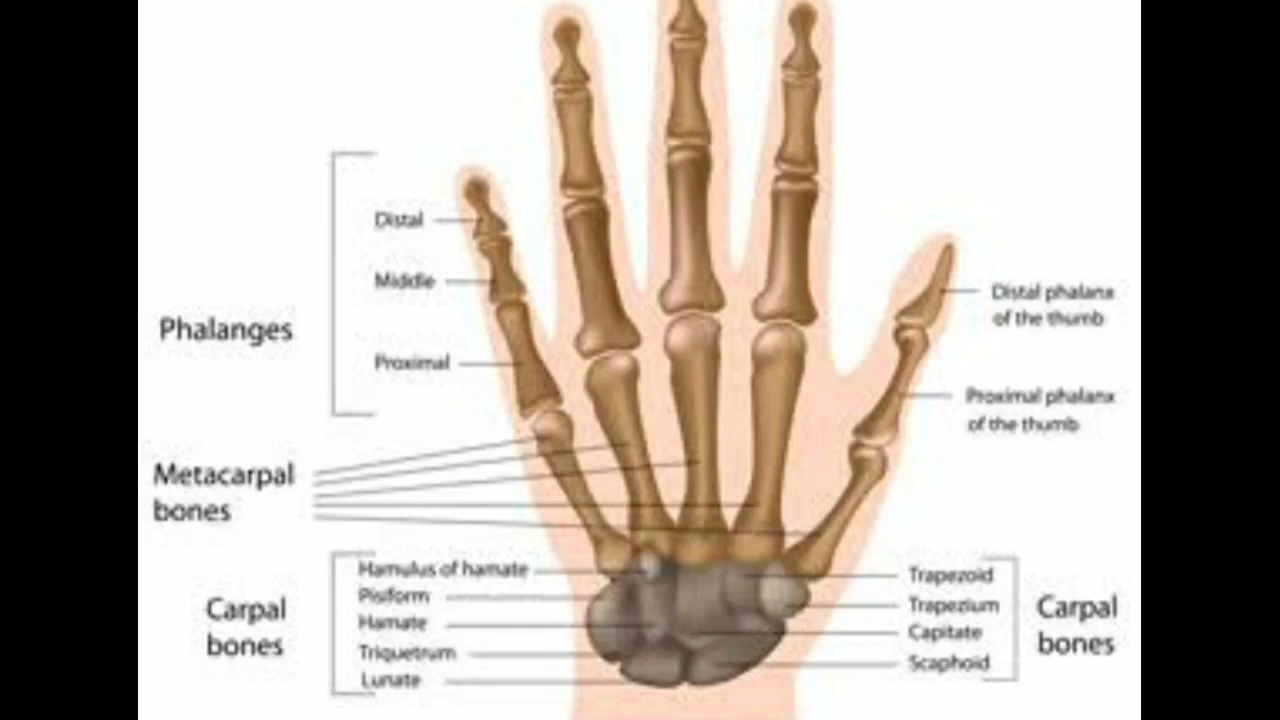 Distal
Middle
Proximal
Phalanges
Distal phalanx
of the thumb
Proximal phalanx
of the thumb
Metacarpal
bones
Hamulus of hamate
Pisiform
Hamate
Triquetrum
Lunate
Carpal
bones
Trapezoid
Trapezium
Capitate
Scaphoid
Carpal
bones